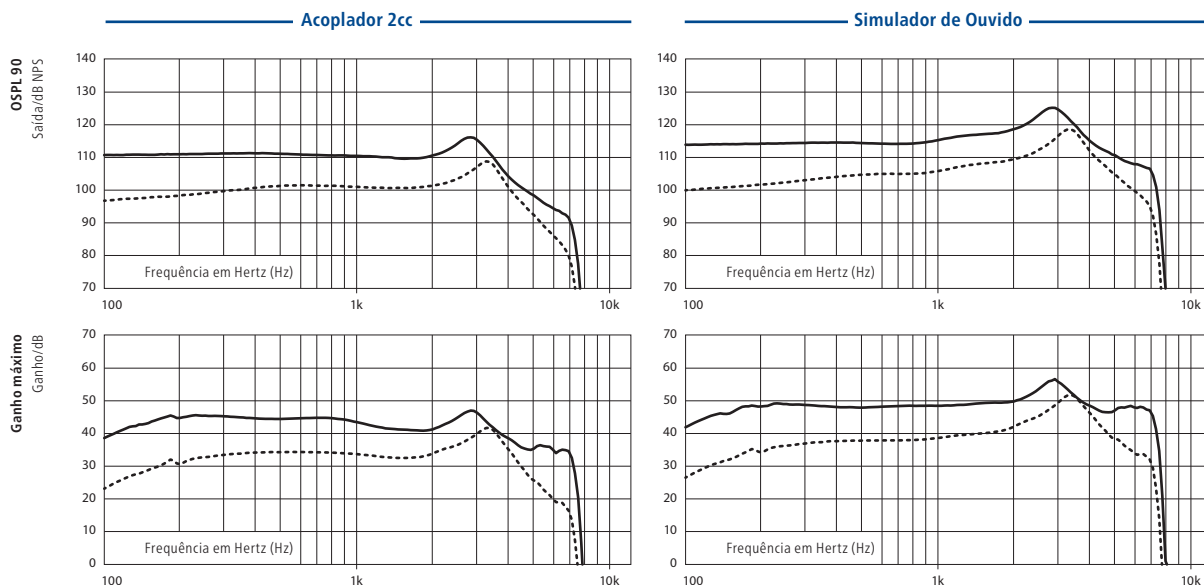 Acoplador 2cc
Simulador de Ouvido
OSPL 90
Saída/dB NPS
140
130
120
110
100
90
80
70
Frequência em Hertz (Hz)
100
1k
10k
140
130
120
110
100
90
80
70
Frequência em Hertz (Hz)
100
1k
10k
Ganho máximo
Ganho/dB
70
60
50
40
30
20
10
0
Frequência em Hertz (Hz)
100
1k
10k
70
60
50
40
30
20
10
0
Frequência em Hertz (Hz)
100
1k
10k